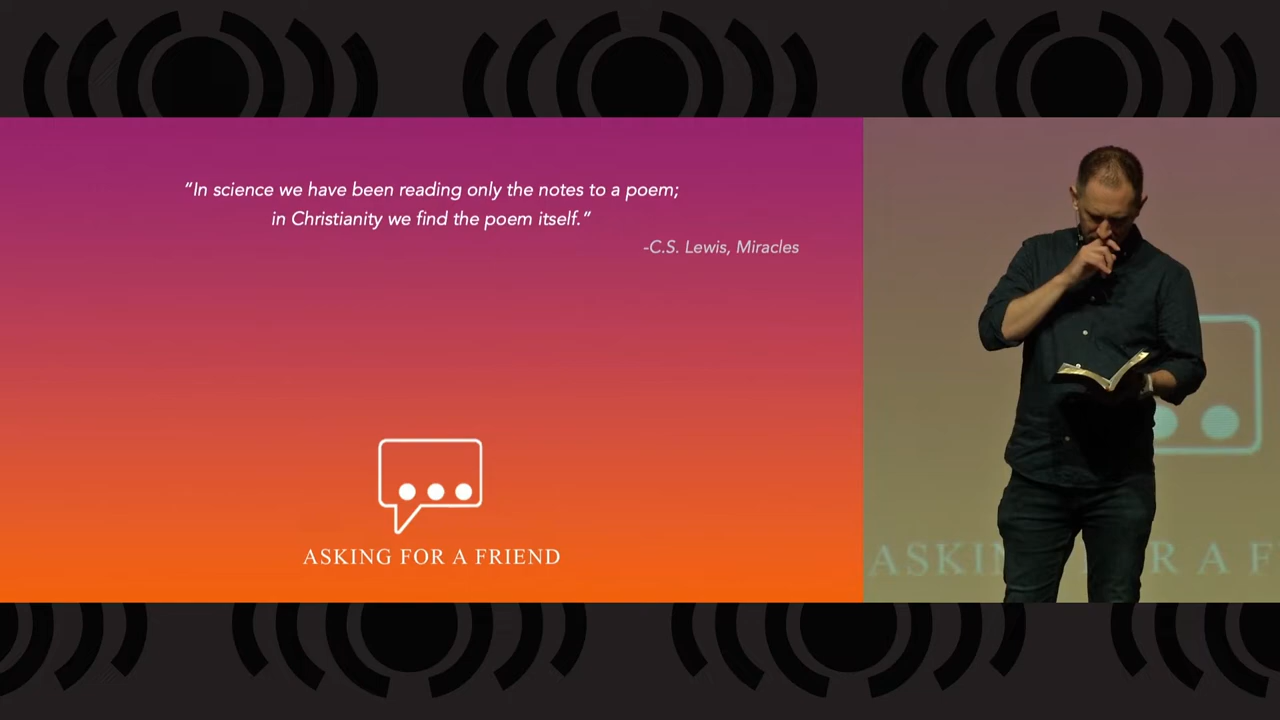 “In science we have been reading only the notes to a poem;
in Christianity we find the poem itself.”
-C.S. Lewis, Miracles
ASKING FOR A FRIEND
ASKIN R A F